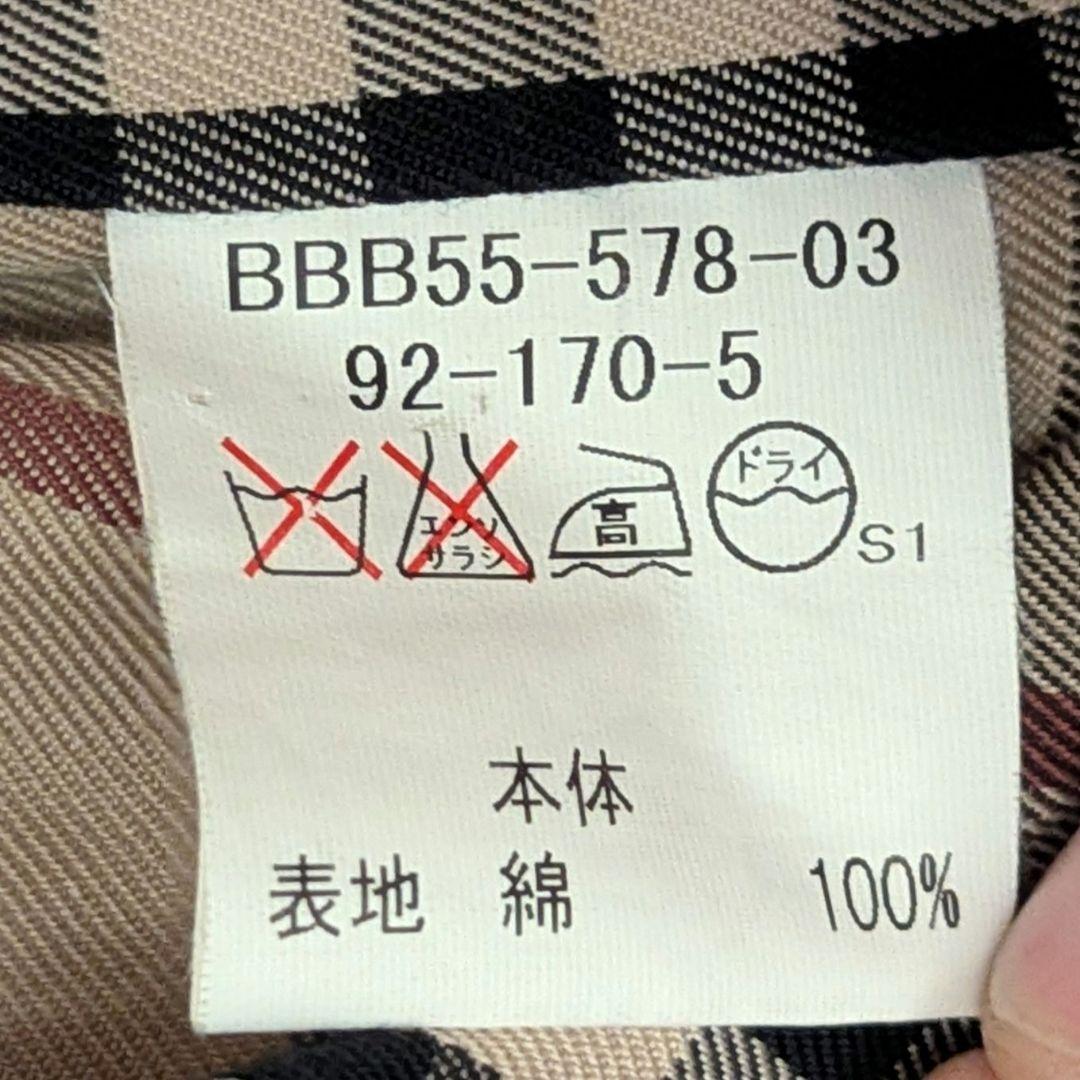 BBB55-578-03
92-170-5
エンソ
サラシ
高
ドライ
S1
本体
表地 綿 100%